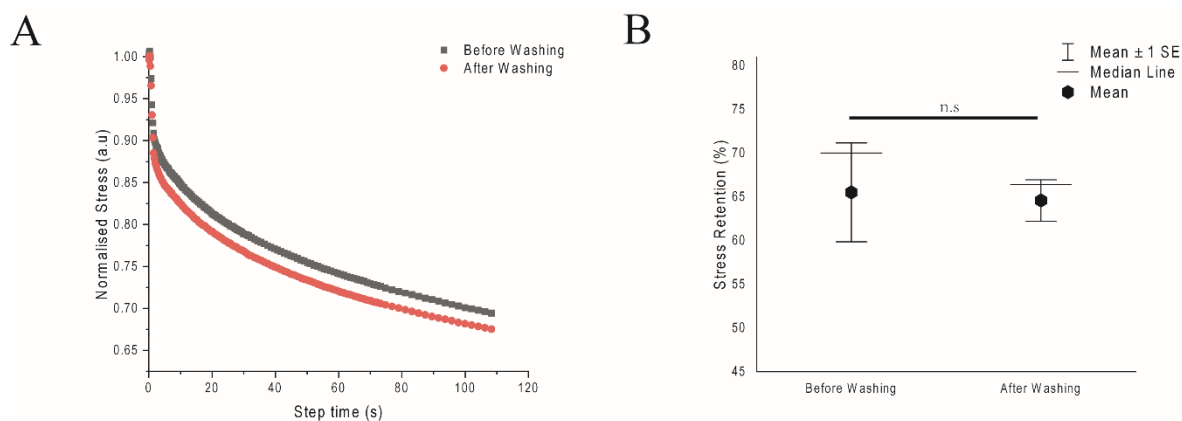 A
Before Washing
After Washing
1.00
0.95
0.90
0.85
0.80
0.75
0.70
0.65
Normalised Stress (a.u)
0 20 40 60 80 100 120
Step time (s)
B
Mean ± 1 SE
Median Line
Mean
n.s
80
75
70
65
60
55
50
45
Stress Retention (%)
Before Washing After Washing